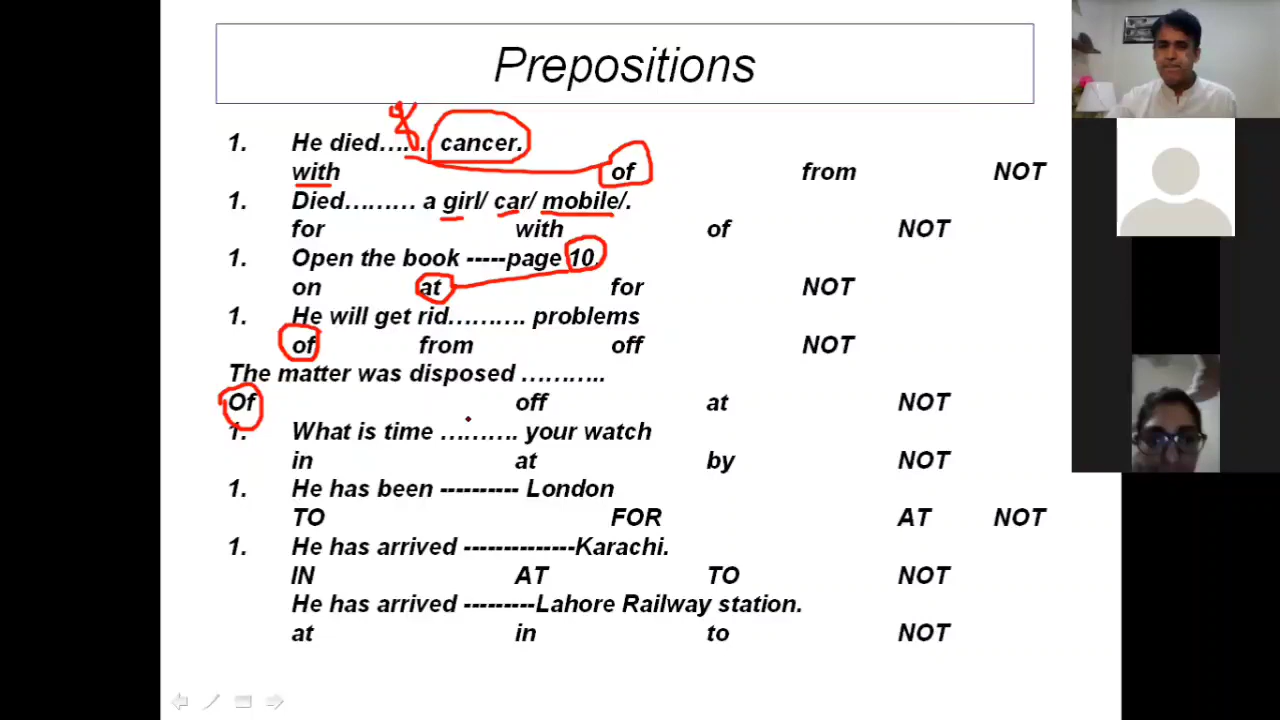 Prepositions
1. He died…... cancer.
with of from NOT
1. Died……… a girl/ car/ mobile/.
for with of NOT
1. Open the book -----page 10.
on at for NOT
1. He will get rid………. problems
of from off NOT
The matter was disposed ………..
Of off at NOT
1. What is time ………. your watch
in at by NOT
1. He has been ---------- London
TO FOR AT NOT
1. He has arrived --------------Karachi.
IN AT TO NOT
He has arrived ---------Lahore Railway station.
at in to NOT